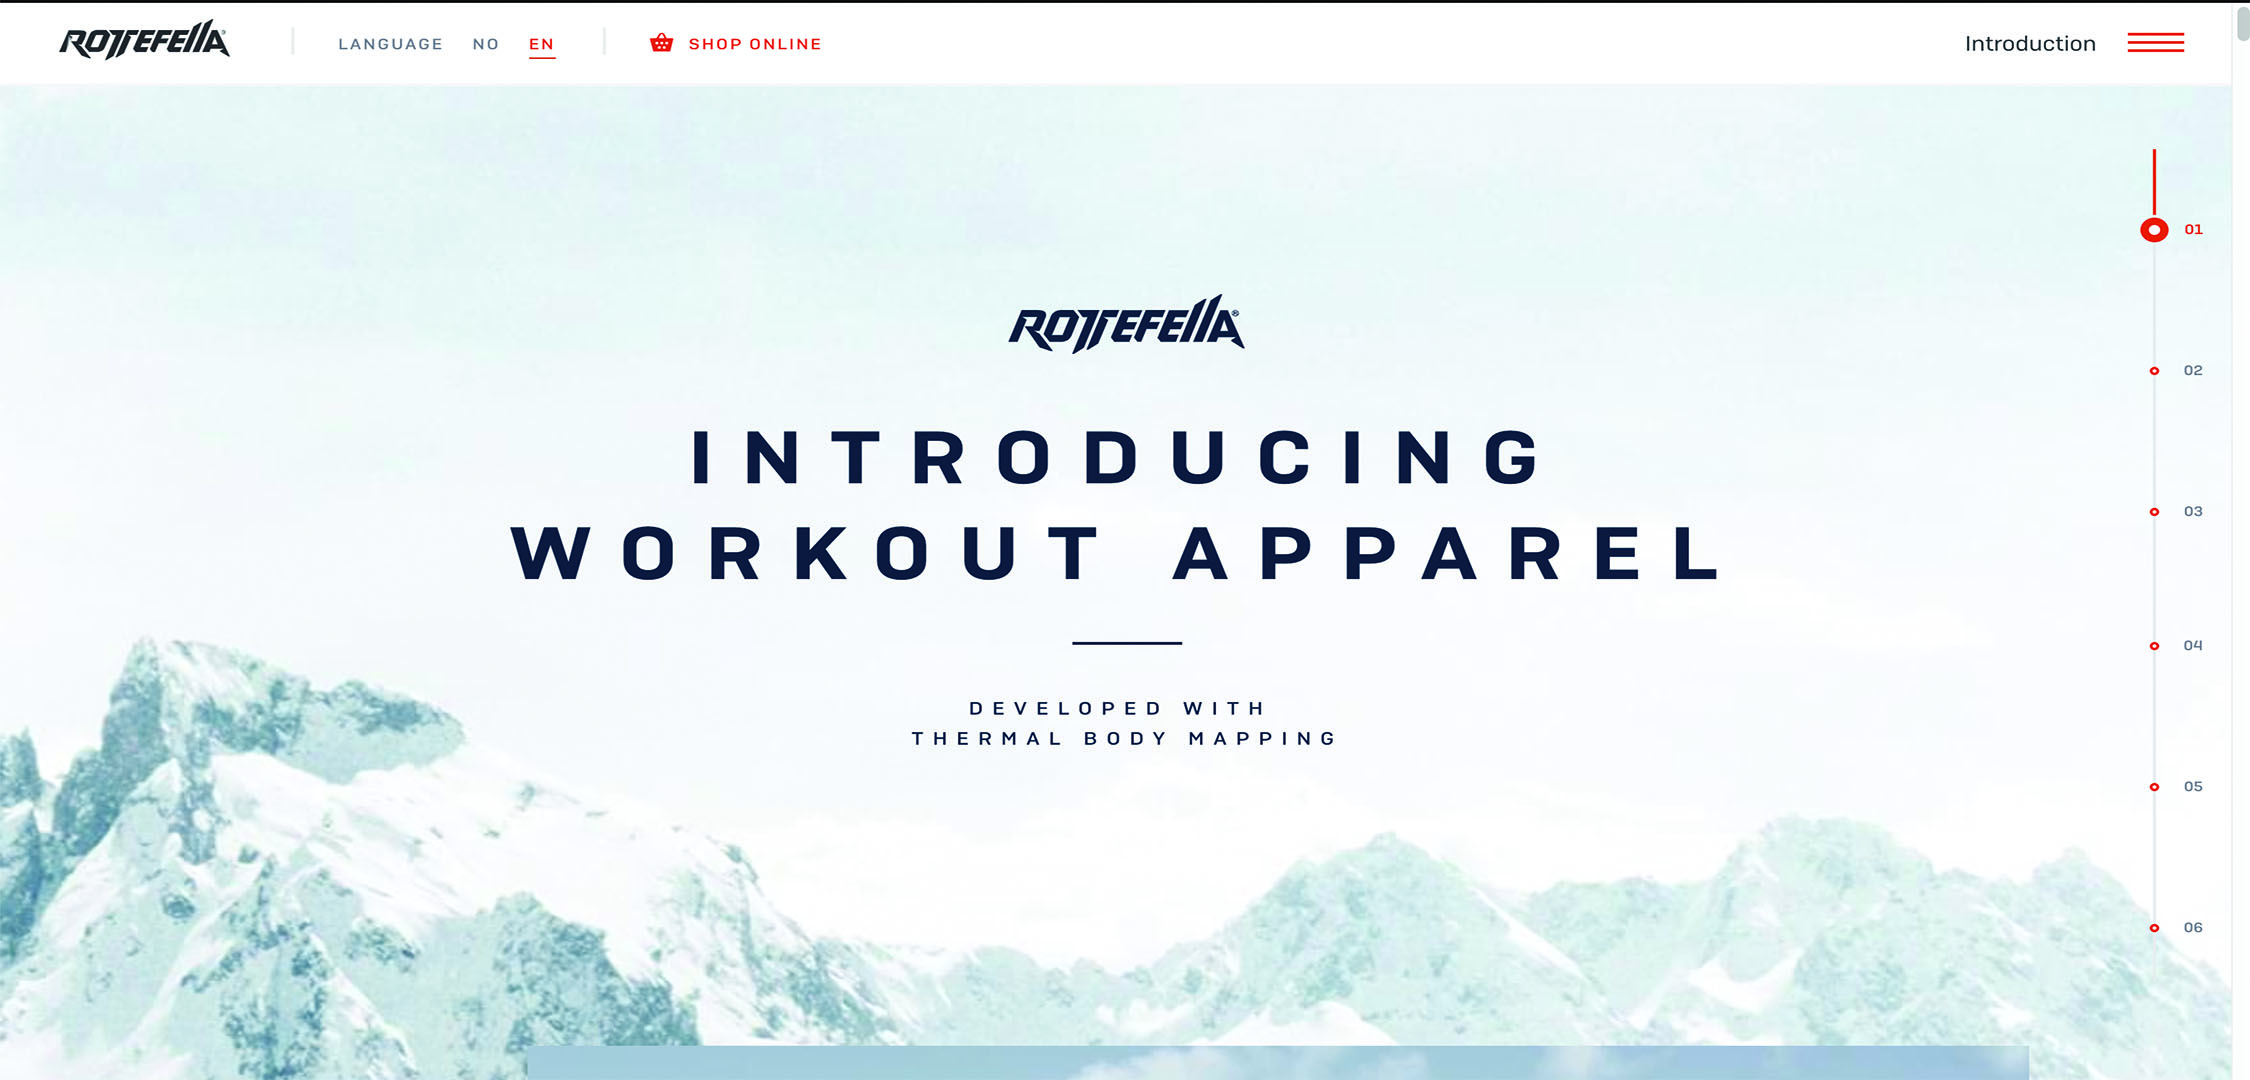 ROTTEFELLA
LANGUAGE NO EN
SHOP ONLINE
Introduction
ROTTEFELLA®
INTRODUCING
WORKOUT APPAREL
DEVELOPED WITH
THERMAL BODY MAPPING
01
02
03
04
05
06